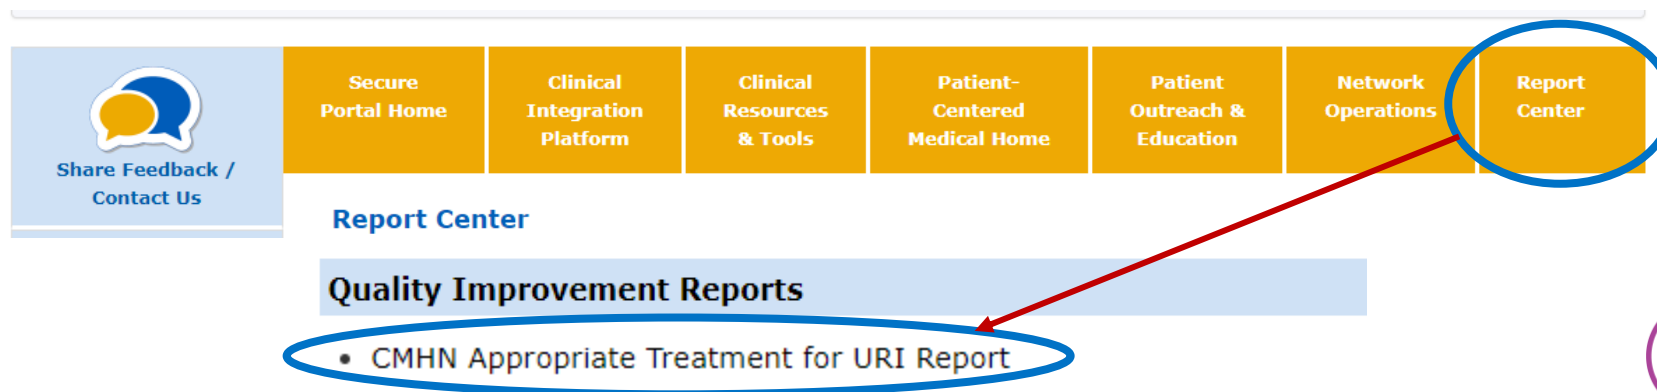 Share Feedback /
Contact Us
Secure
Portal Home
Clinical
Integration
Platform
Clinical
Resources
& Tools
Patient-
Centered
Medical Home
Patient
Outreach &
Education
Network
Operations
Report
Center
Report Center
Quality Improvement Reports
• CMHN Appropriate Treatment for URI Report